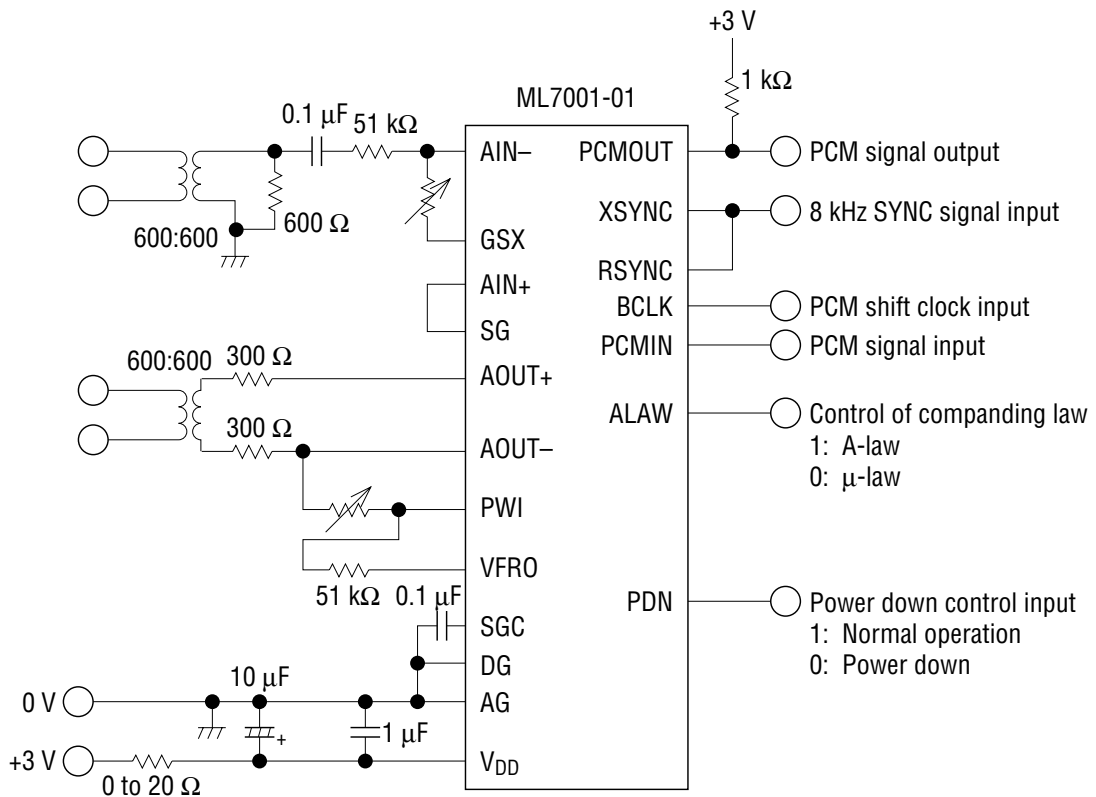 +3 V
1 kΩ
ML7001-01
0.1 μF
51 kΩ
AIN–
PCMOUT
PCM signal output
600 Ω
600:600
XSYNC
8 kHz SYNC signal input
GSX
RSYNC
AIN+
BCLK
PCM shift clock input
SG
PCMIN
PCM signal input
600:600
300 Ω
AOUT+
ALAW
Control of companding law
1: A-law
0: μ-law
300 Ω
AOUT–
PWI
VFRO
51 kΩ
0.1 μF
PDN
Power down control input
1: Normal operation
0: Power down
SGC
DG
10 μF
0 V
AG
+
1 μF
+3 V
VDD
0 to 20 Ω